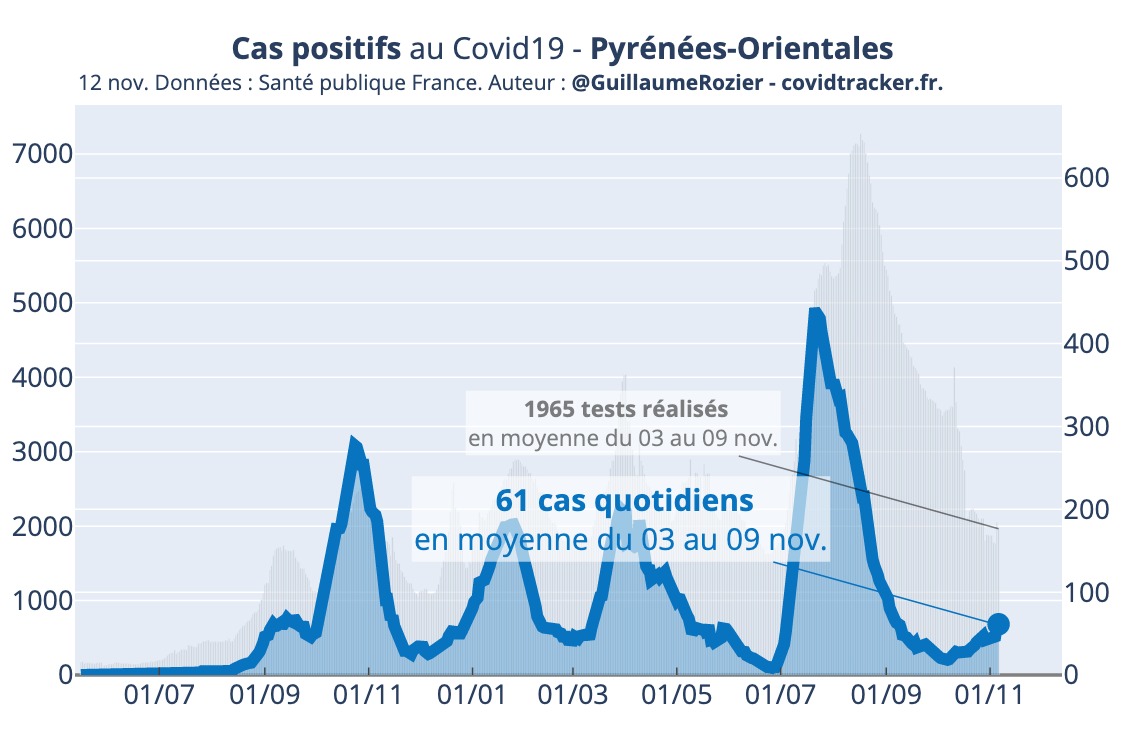 Cas positifs au Covid19 - Pyrénées-Orientales
12 nov. Données : Santé publique France. Auteur : @GuillaumeRozier - covidtracker.fr.
7000
6000
5000
4000
3000
2000
1000
0
600
500
400
300
200
100
0
1965 tests réalisés
en moyenne du 03 au 09 nov.
61 cas quotidiens
en moyenne du 03 au 09 nov.
01/07 01/09 01/11 01/01 01/03 01/05 01/07 01/09 01/11